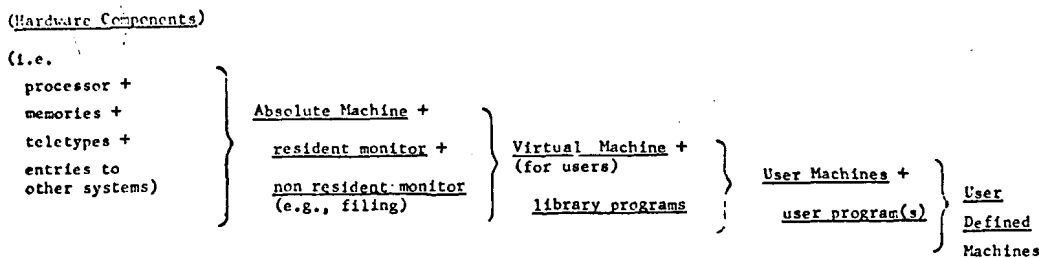 (Hardware Components)
(i.e.
processor +
memories +
teletypes +
entries to
other systems)
Absolute Machine +
resident monitor +
non resident monitor
(e.g., filing)
Virtual Machine +
(for users)
library programs
User Machines +
user program(s)
User
Defined
Machines